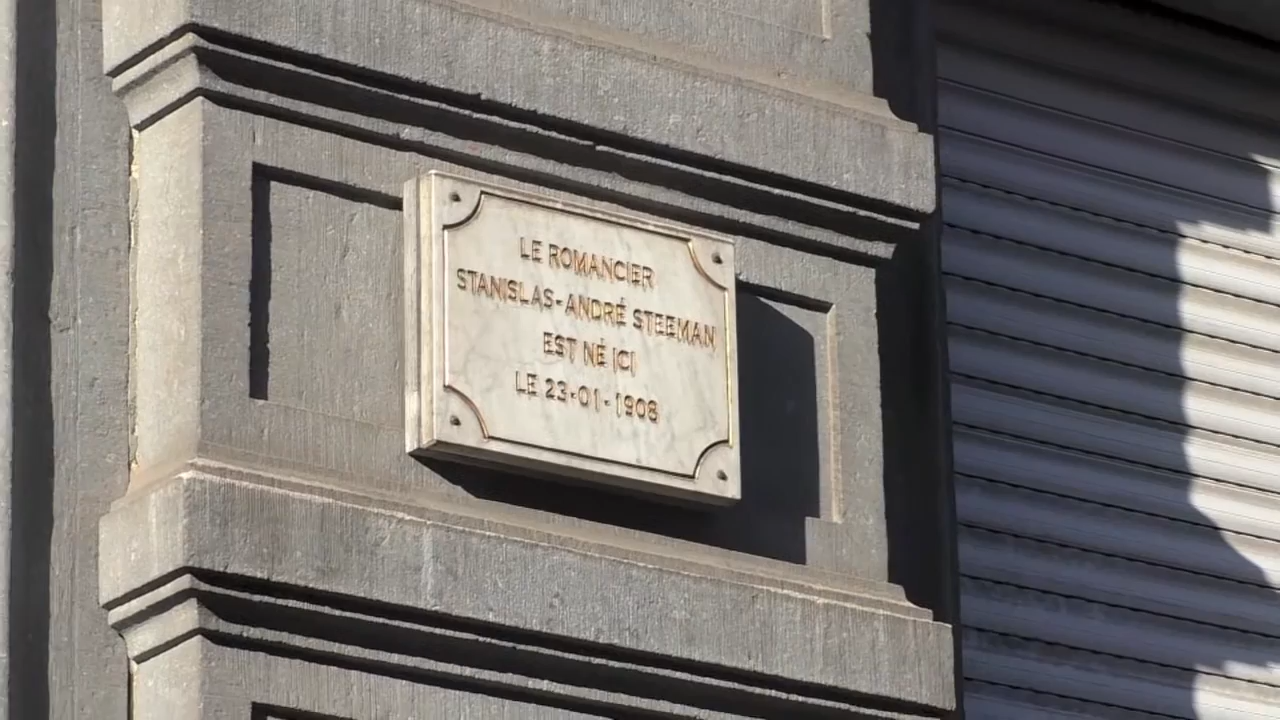 LE ROMANCIER
STANISLAS-ANDRÉ STEEMAN
EST NÉ ICI
LE 23-01-1908